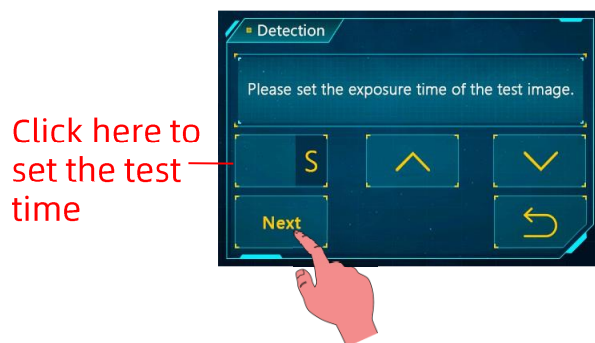 Detection
Please set the exposure time of the test image.
Click here to
set the test
time
S
Next